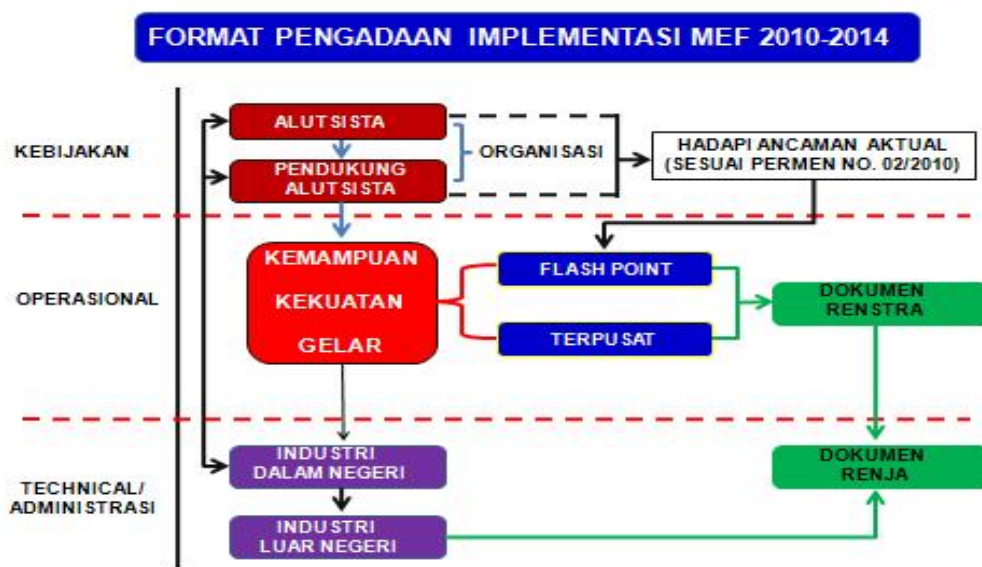 FORMAT PENGADAAN IMPLEMENTASI MEF 2010-2014
KEBIJAKAN
ALUTSISTA
PENDUKUNG
ALUTSISTA
ORGANISASI
HADAPI ANCAMAN AKTUAL
(SESUAI PERMEN NO. 02/2010)
OPERASIONAL
KEMAMPUAN
KEKUATAN
GELAR
FLASH POINT
TERPUSAT
DOKUMEN
RENSTRA
TECHNICAL/
ADMINISTRASI
INDUSTRI
DALAM NEGERI
INDUSTRI
LUAR NEGERI
DOKUMEN
RENJA